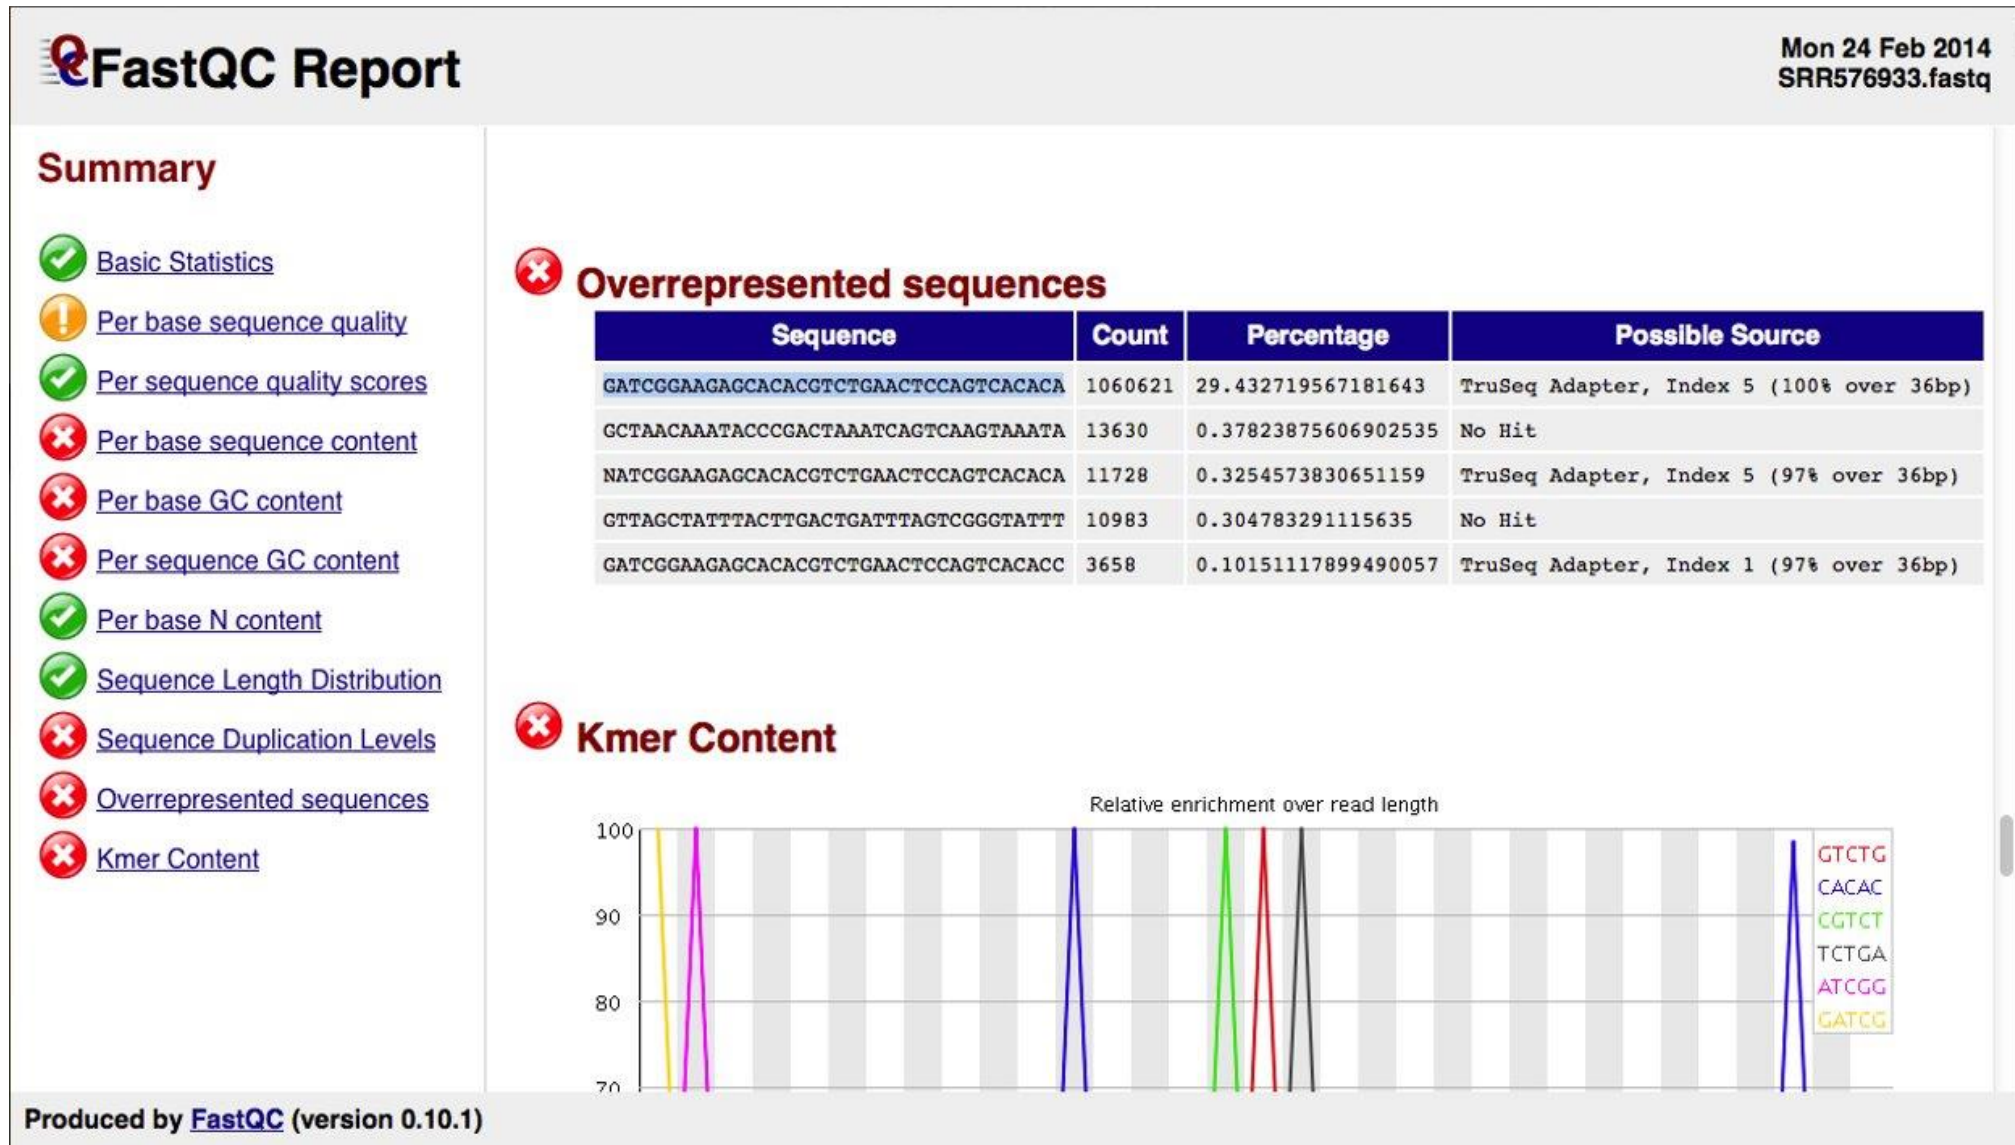 FastQC Report
Mon 24 Feb 2014
SRR576933.fastq
Summary
Basic Statistics
Per base sequence quality
Per sequence quality scores
Per base sequence content
Per base GC content
Per sequence GC content
Per base N content
Sequence Length Distribution
Sequence Duplication Levels
Overrepresented sequences
Kmer Content
Overrepresented sequences
Sequence Count Percentage Possible Source
GATCGGAAGAGCACACGTCTGAACTCCAGTCACACA 1060621 29.432719567181643 TruSeq Adapter, Index 5 (100% over 36bp)
GCTAACAAATACCCGACTAAATCAGTCAAGTAAATA 13630 0.37823875606902535 No Hit
NATCGGAAGAGCACACGTCTGAACTCCAGTCACACA 11728 0.3254573830651159 TruSeq Adapter, Index 5 (97% over 36bp)
GTTAGCTATTTACTTGACTGATTTAGTCGGGTATTT 10983 0.304783291115635 No Hit
GATCGGAAGAGCACACGTCTGAACTCCAGTCACACC 3658 0.10151117899490057 TruSeq Adapter, Index 1 (97% over 36bp)
Kmer Content
Relative enrichment over read length
100
90
80
70
GTCTG
CACAC
CGTCT
TCTGA
ATCGG
GATCG
Produced by FastQC (version 0.10.1)